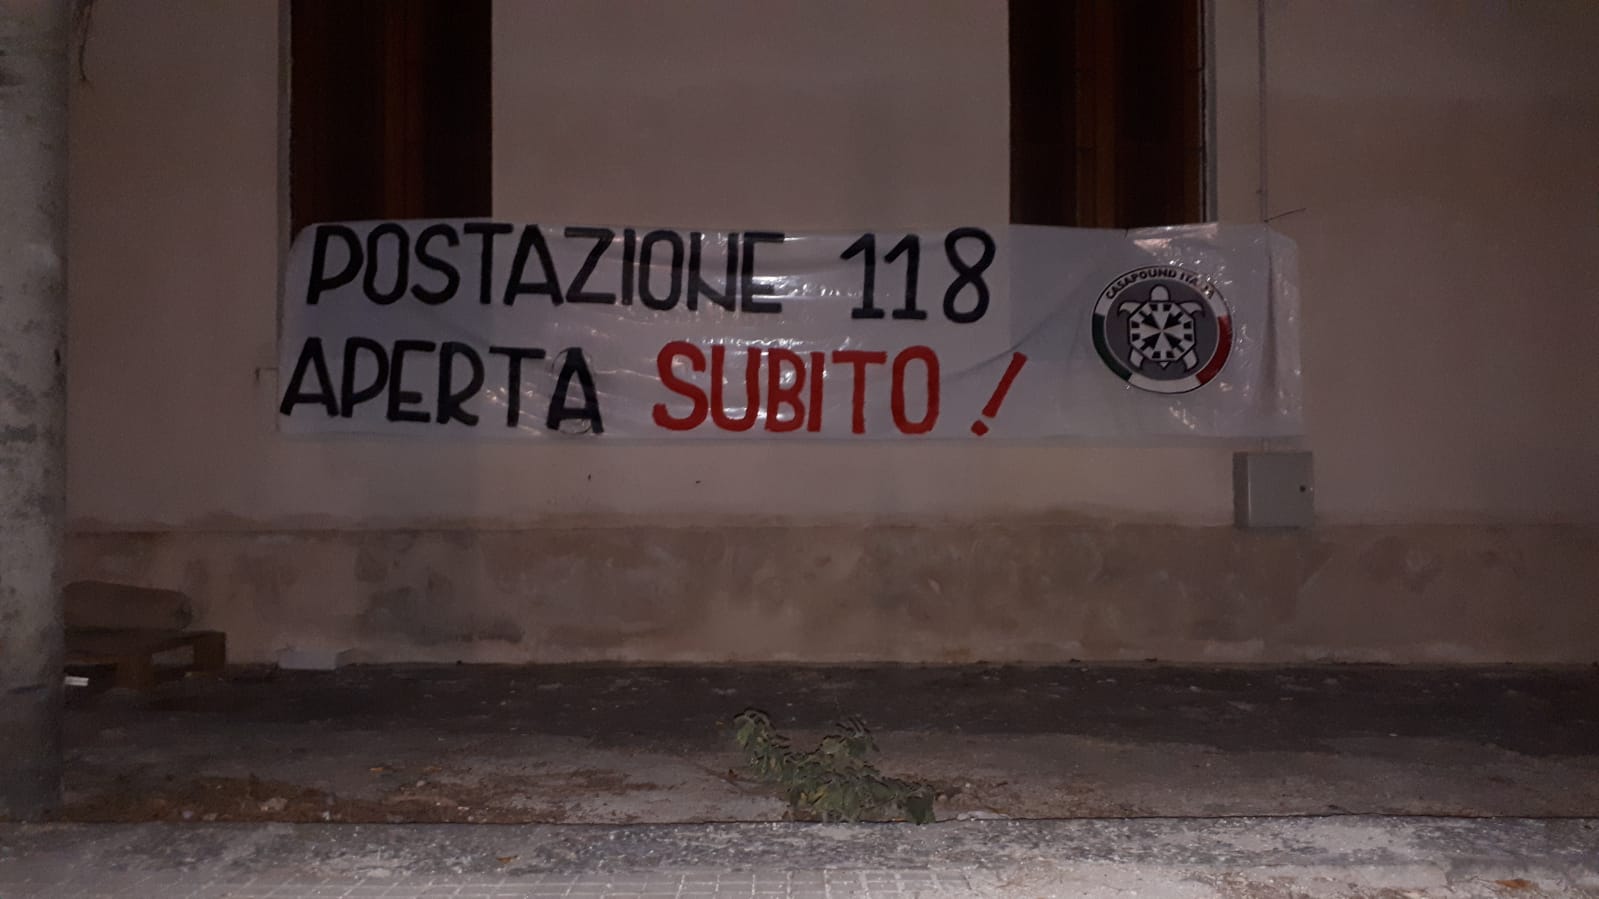 POSTAZIONE 118
APERTA SUBITO!
CASAPOUND ITALIA